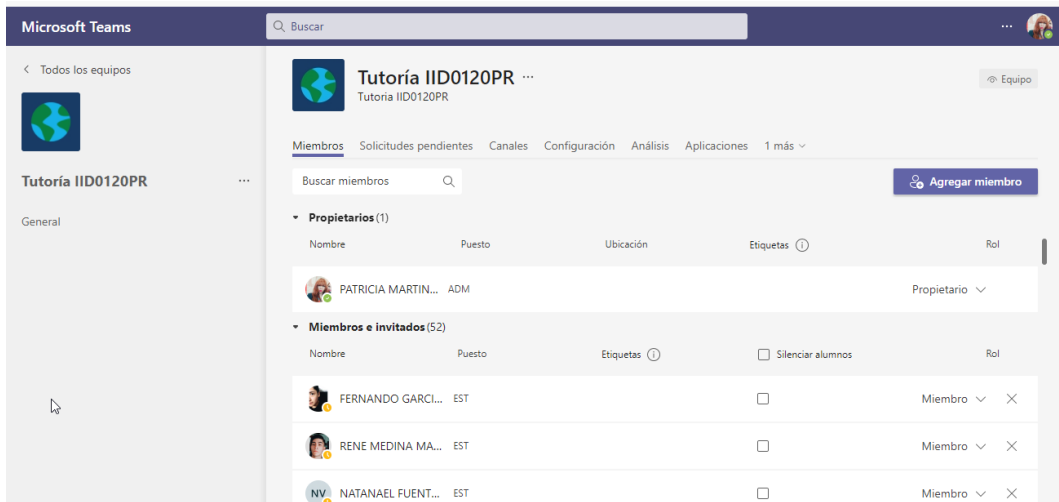 Microsoft Teams
Buscar
...
Todos los equipos
Tutoría IID0120PR ...
General
Tutoría IID0120PR ...
Tutoria IID0120PR
Equipo
Miembros Solicitudes pendientes Canales Configuración Análisis Aplicaciones 1 más
Buscar miembros
Agregar miembro
Propietarios (1)
Nombre Puesto Ubicación Etiquetas Rol
PATRICIA MARTIN... ADM Propietario
Miembros e invitados (52)
Nombre Puesto Etiquetas Silenciar alumnos Rol
FERNANDO GARCI... EST Miembro
RENE MEDINA MA... EST Miembro
NV NATANAEL FUENT... EST Miembro